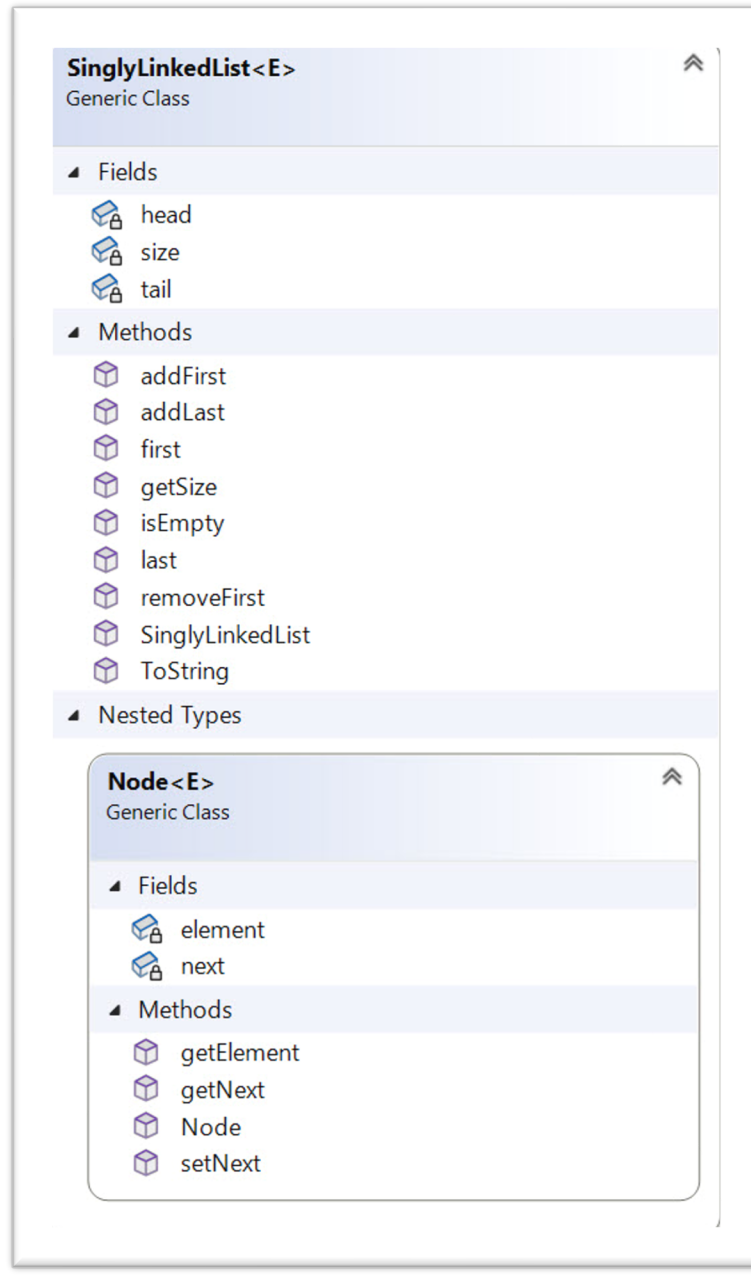 SinglyLinkedList<E>
Generic Class
Fields
head
size
tail
Methods
addFirst
addLast
first
getSize
isEmpty
last
removeFirst
SinglyLinkedList
ToString
Nested Types
Node<E>
Generic Class
Fields
element
next
Methods
getElement
getNext
Node
setNext